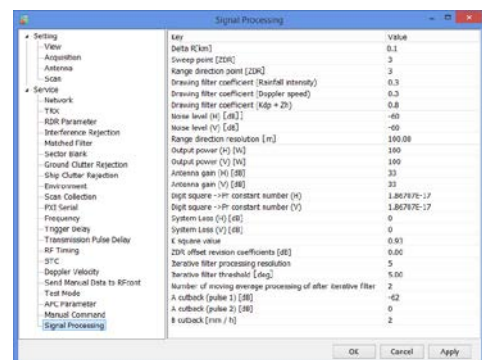 Signal Processing
Setting
View
Acquisition
Antenna
Scan
Service
Network
TRX
RDR Parameter
Interference Rejection
Matched Filter
Sector Blank
Ground Clutter Rejection
Ship Clutter Rejection
Environment
Scan Collection
PXI Serial
Frequency
Trigger Delay
Transmission Pulse Delay
RF Timing
STC
Doppler Velocity
Send Manual Data to RFront
Test Mode
AFC Parameter
Manual Command
Signal Processing
Key Value
Delta R[km] 0.1
Sweep point [ZDR] 3
Range direction point [ZDR] 3
Drawing filter coefficient (Rainfall intensity) 0.3
Drawing filter coefficient (Doppler speed) 0.3
Drawing filter coefficient (Kdp + Zh) 0.8
Noise level (H) [dB] -60
Noise level (V) [dB] -60
Range direction resolution [m] 100.00
Output power (H) [W] 100
Output power (V) [W] 100
Antenna gain (H) [dB] 33
Antenna gain (V) [dB] 33
Digit square ->Pr constant number (H) 1.86787E-17
Digit square ->Pr constant number (V) 1.86787E-17
System Loss (H) [dB] 0
System Loss (V) [dB] 0
K square value 0.93
ZDR offset revision coefficients [dB] 0.00
Iterative filter processing resolution 5
Iterative filter threshold [deg] 5.00
Number of moving average processing of after iterative filter 2
A cutback (pulse 1) [dB] -62
A cutback (pulse 2) [dB] 0
B cutback [mm / h] 2
OK Cancel Apply